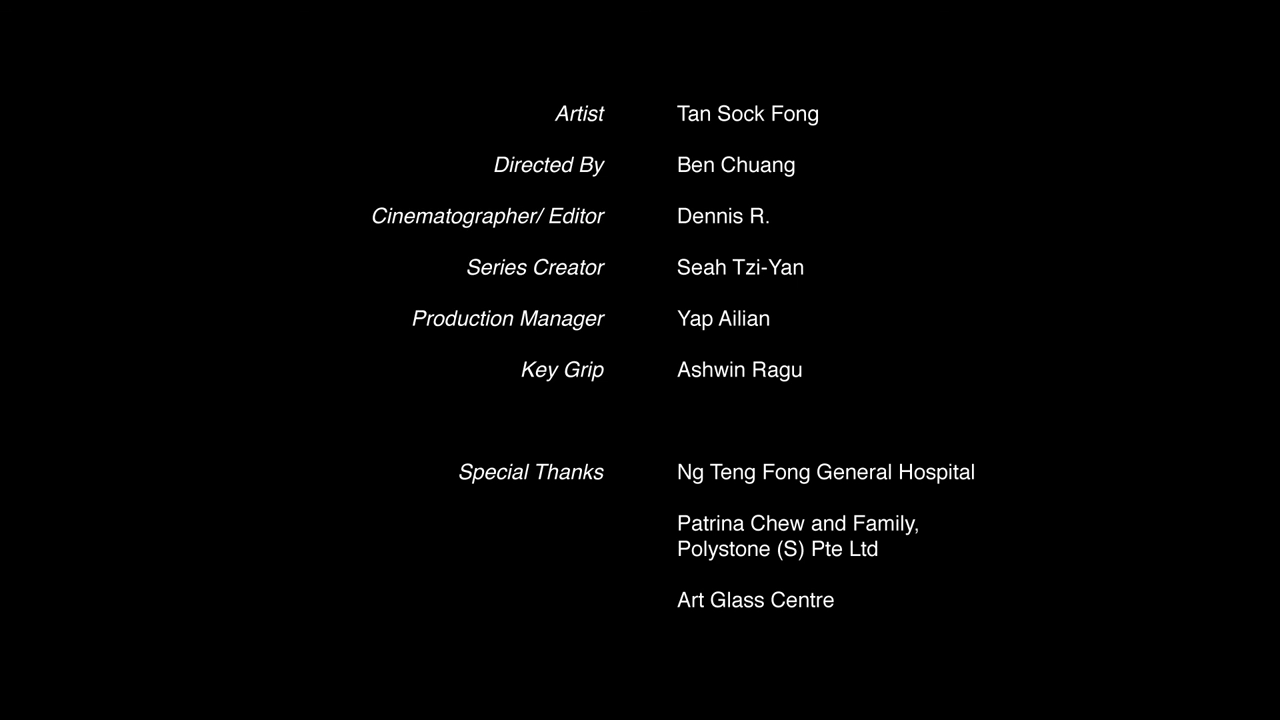 Artist Tan Sock Fong
Directed By Ben Chuang
Cinematographer/ Editor Dennis R.
Series Creator Seah Tzi-Yan
Production Manager Yap Ailian
Key Grip Ashwin Ragu
Special Thanks Ng Teng Fong General Hospital
Patrina Chew and Family,
Polystone (S) Pte Ltd
Art Glass Centre